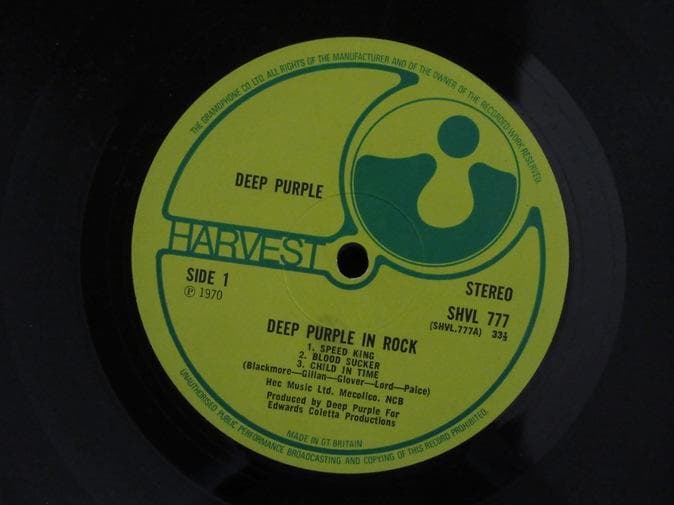 THE GRAMOPHONE CO LTD. ALL RIGHTS OF THE MANUFACTURER AND OF THE OWNER OF THE RECORDED WORK RESERVED.
DEEP PURPLE
HARVEST
SIDE 1
℗ 1970
STEREO
SHVL 777
(SHVL.777A) 33⅓
DEEP PURPLE IN ROCK
1. SPEED KING
2. BLOOD SUCKER
3. CHILD IN TIME
(Blackmore—Gillan—Glover—Lord—Paice)
Hec Music Ltd. Mecolico, NCB
Produced by Deep Purple For
Edwards Coletta Productions
MADE IN GT BRITAIN
UNAUTHORISED PUBLIC PERFORMANCE BROADCASTING AND COPYING OF THIS RECORD PROHIBITED.